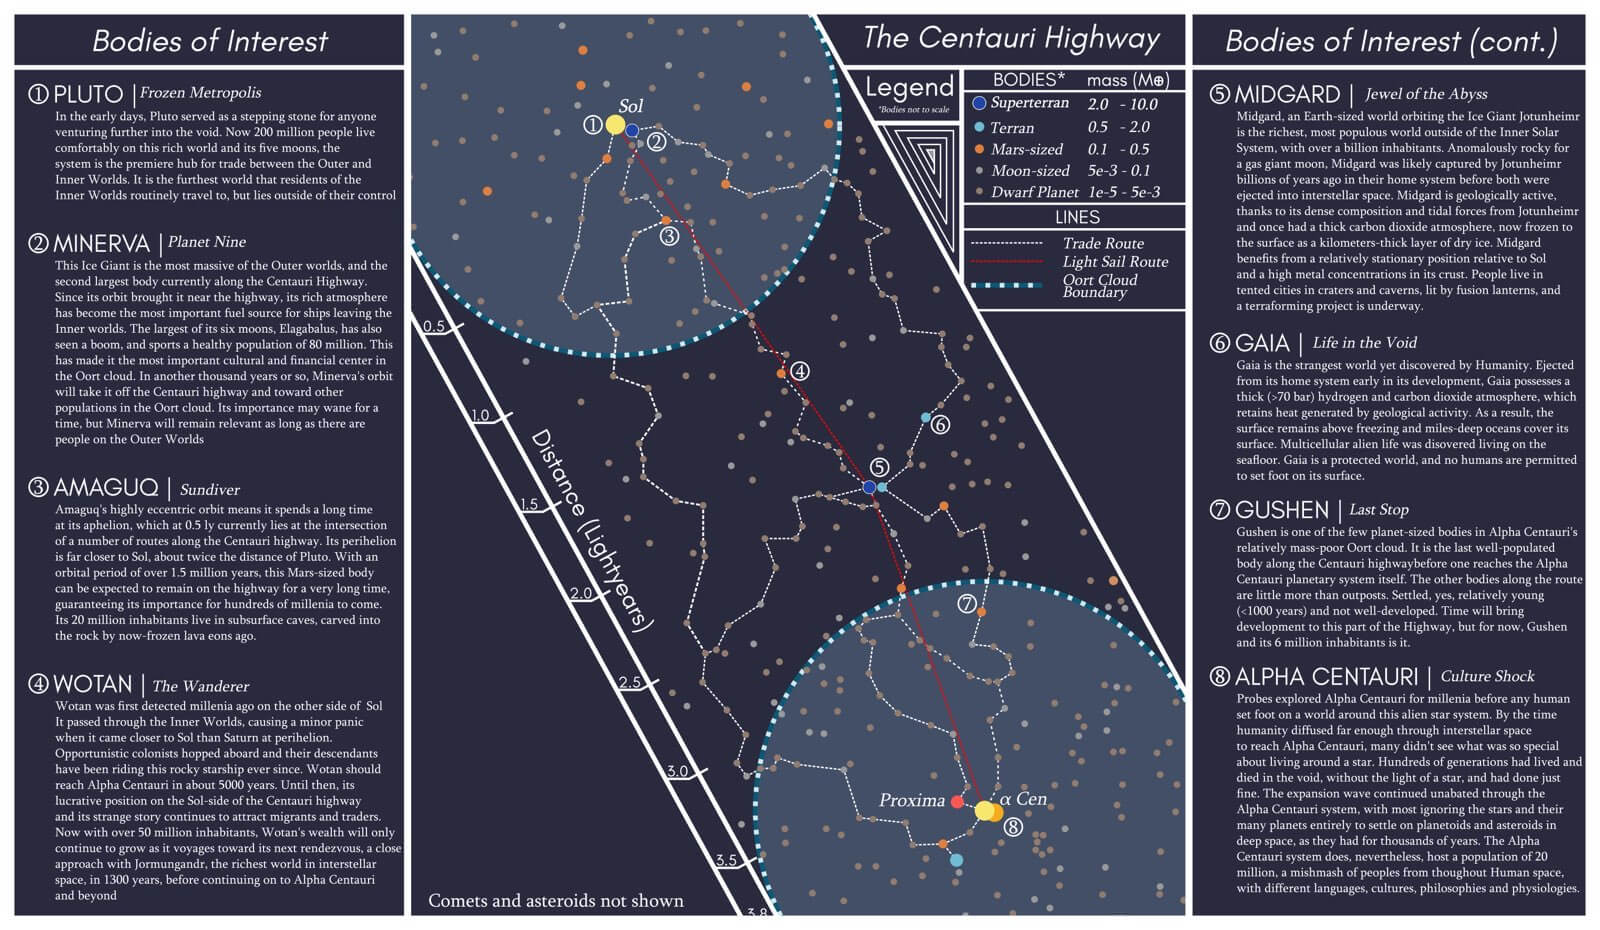 Bodies of Interest
① PLUTO | Frozen Metropolis
In the early days, Pluto served as a stepping stone for anyone
venturing further into the void. Now 200 million people live
comfortably on this rich world and its five moons, the
system is the premiere hub for trade between the Outer and
Inner Worlds. It is the furthest world that residents of the
Inner Worlds routinely travel to, but lies outside of their control
② MINERVA | Planet Nine
This Ice Giant is the most massive of the Outer worlds, and the
second largest body currently along the Centauri Highway.
Since its orbit brought it near the highway, its rich atmosphere
has become the most important fuel source for ships leaving the
Inner worlds. The largest of its six moons, Elagabalus, has also
seen a boom, and sports a healthy population of 80 million. This
has made it the most important cultural and financial center in
the Oort cloud. In another thousand years or so, Minerva's orbit
will take it off the Centauri highway and toward other
populations in the Oort cloud. Its importance may wane for a
time, but Minerva will remain relevant as long as there are
people on the Outer Worlds
③ AMAGUQ | Sundiver
Amaguq's highly eccentric orbit means it spends a long time
at its aphelion, which at 0.5 ly currently lies at the intersection
of a number of routes along the Centauri highway. Its perihelion
is far closer to Sol, about twice the distance of Pluto. With an
orbital period of over 1.5 million years, this Mars-sized body
can be expected to remain on the highway for a very long time,
guaranteeing its importance for hundreds of millenia to come.
Its 20 million inhabitants live in subsurface caves, carved into
the rock by now-frozen lava eons ago.
④ WOTAN | The Wanderer
Wotan was first detected millenia ago on the other side of Sol
It passed through the Inner Worlds, causing a minor panic
when it came closer to Sol than Saturn at perihelion.
Opportunistic colonists hopped aboard and their descendants
have been riding this rocky starship ever since. Wotan should
reach Alpha Centauri in about 5000 years. Until then, its
lucrative position on the Sol-side of the Centauri highway
and its strange story continues to attract migrants and traders.
Now with over 50 million inhabitants, Wotan's wealth will only
continue to grow as it voyages toward its next rendezvous, a close
approach with Jormungandr, the richest world in interstellar
space, in 1300 years, before continuing on to Alpha Centauri
and beyond
The Centauri Highway
Legend
*Bodies not to scale
BODIES* mass (M⊕)
Superterran 2.0 - 10.0
Terran 0.5 - 2.0
Mars-sized 0.1 - 0.5
Moon-sized 5e-3 - 0.1
Dwarf Planet 1e-5 - 5e-3
LINES
Trade Route
Light Sail Route
Oort Cloud
Boundary
Sol
①
②
③
④
⑤
⑥
⑦
Proxima
α Cen
⑧
Distance (Lightyears)
0.5
1.0
1.5
2.0
2.5
3.0
3.5
3.8
Comets and asteroids not shown
Bodies of Interest (cont.)
⑤ MIDGARD | Jewel of the Abyss
Midgard, an Earth-sized world orbiting the Ice Giant Jotunheimr
is the richest, most populous world outside of the Inner Solar
System, with over a billion inhabitants. Anomalously rocky for
a gas giant moon, Midgard was likely captured by Jotunheimr
billions of years ago in their home system before both were
ejected into interstellar space. Midgard is geologically active,
thanks to its dense composition and tidal forces from Jotunheimr
and once had a thick carbon dioxide atmosphere, now frozen to
the surface as a kilometers-thick layer of dry ice. Midgard
benefits from a relatively stationary position relative to Sol
and a high metal concentrations in its crust. People live in
tented cities in craters and caverns, lit by fusion lanterns, and
a terraforming project is underway.
⑥ GAIA | Life in the Void
Gaia is the strangest world yet discovered by Humanity. Ejected
from its home system early in its development, Gaia possesses a
thick (>70 bar) hydrogen and carbon dioxide atmosphere, which
retains heat generated by geological activity. As a result, the
surface remains above freezing and miles-deep oceans cover its
surface. Multicellular alien life was disovered living on the
seafloor. Gaia is a protected world, and no humans are permitted
to set foot on its surface.
⑦ GUSHEN | Last Stop
Gushen is one of the few planet-sized bodies in Alpha Centauri's
relatively mass-poor Oort cloud. It is the last well-populated
body along the Centauri highwaybefore one reaches the Alpha
Centauri planetary system itself. The other bodies along the route
are little more than outposts. Settled, yes, relatively young
(<1000 years) and not well-developed. Time will bring
development to this part of the Highway, but for now, Gushen
and its 6 million inhabitants is it.
⑧ ALPHA CENTAURI | Culture Shock
Probes explored Alpha Centauri for millenia before any human
set foot on a world around this alien star system. By the time
humanity diffused far enough through interstellar space
to reach Alpha Centauri, many didn't see what was so special
about living around a star. Hundreds of generations had lived and
died in the void, without the light of a star, and had done just
fine. The expansion wave continued unabated through the
Alpha Centauri system, with most ignoring the stars and their
many planets entirely to settle on planetoids and asteroids in
deep space, as they had for thousands of years. The Alpha
Centauri system does, nevertheless, host a population of 20
million, a mishmash of peoples from thoughout Human space,
with different languages, cultures, philosophies and physiologies.